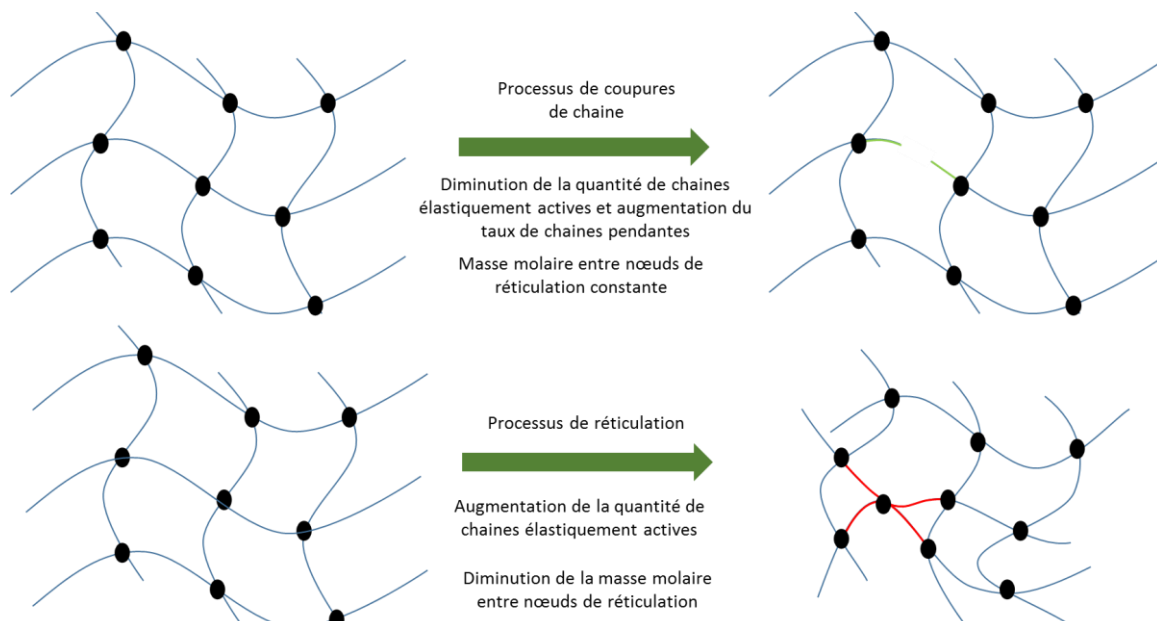 Processus de coupures
de chaine
Diminution de la quantité de chaines
élastiquement actives et augmentation du
taux de chaines pendantes
Masse molaire entre nœuds de
réticulation constante
Processus de réticulation
Augmentation de la quantité de
chaines élastiquement actives
Diminution de la masse molaire
entre nœuds de réticulation